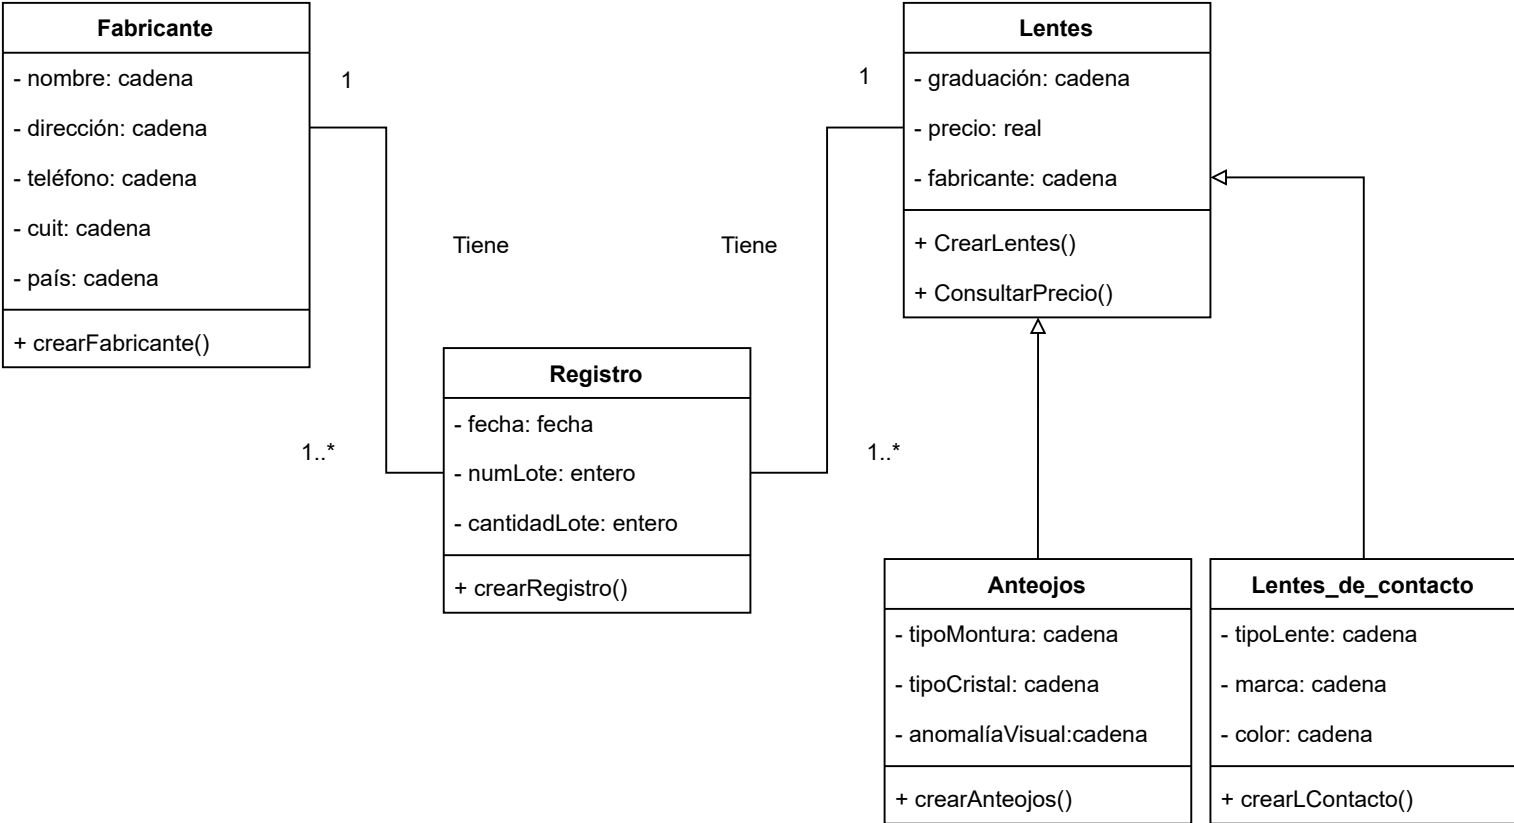 Fabricante
- nombre: cadena
- dirección: cadena
- teléfono: cadena
- cuit: cadena
- país: cadena
+ crearFabricante()
1
1..*
Tiene
Tiene
1
1..*
Registro
- fecha: fecha
- numLote: entero
- cantidadLote: entero
+ crearRegistro()
Lentes
- graduación: cadena
- precio: real
- fabricante: cadena
+ CrearLentes()
+ ConsultarPrecio()
Anteojos
- tipoMontura: cadena
- tipoCristal: cadena
- anomalíaVisual:cadena
+ crearAnteojos()
Lentes_de_contacto
- tipoLente: cadena
- marca: cadena
- color: cadena
+ crearLContacto()